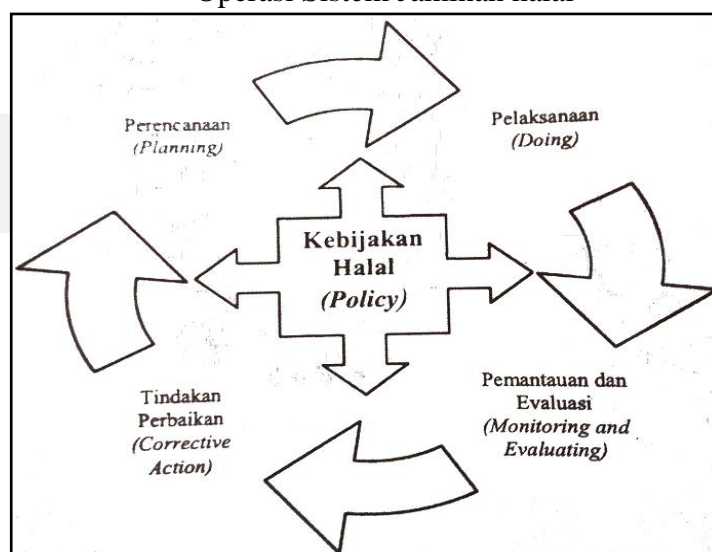 Operasi Sistem Jaminan halal
Perencanaan
(Planning)
Pelaksanaan
(Doing)
Kebijakan
Halal
(Policy)
Tindakan
Perbaikan
(Corrective
Action)
Pemantauan dan
Evaluasi
(Monitoring and
Evaluating)